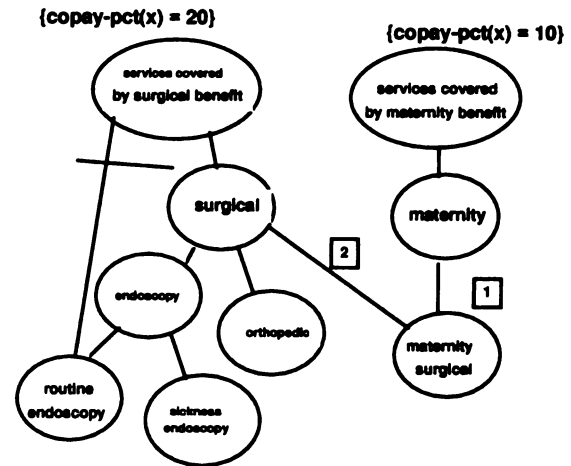 {copay-pct(x) = 20}
{copay-pct(x) = 10}
services covered
by surgical benefit
services covered
by maternity benefit
surgical
maternity
2
1
endoscopy
orthopedic
maternity
surgical
routine
endoscopy
sickness
endoscopy